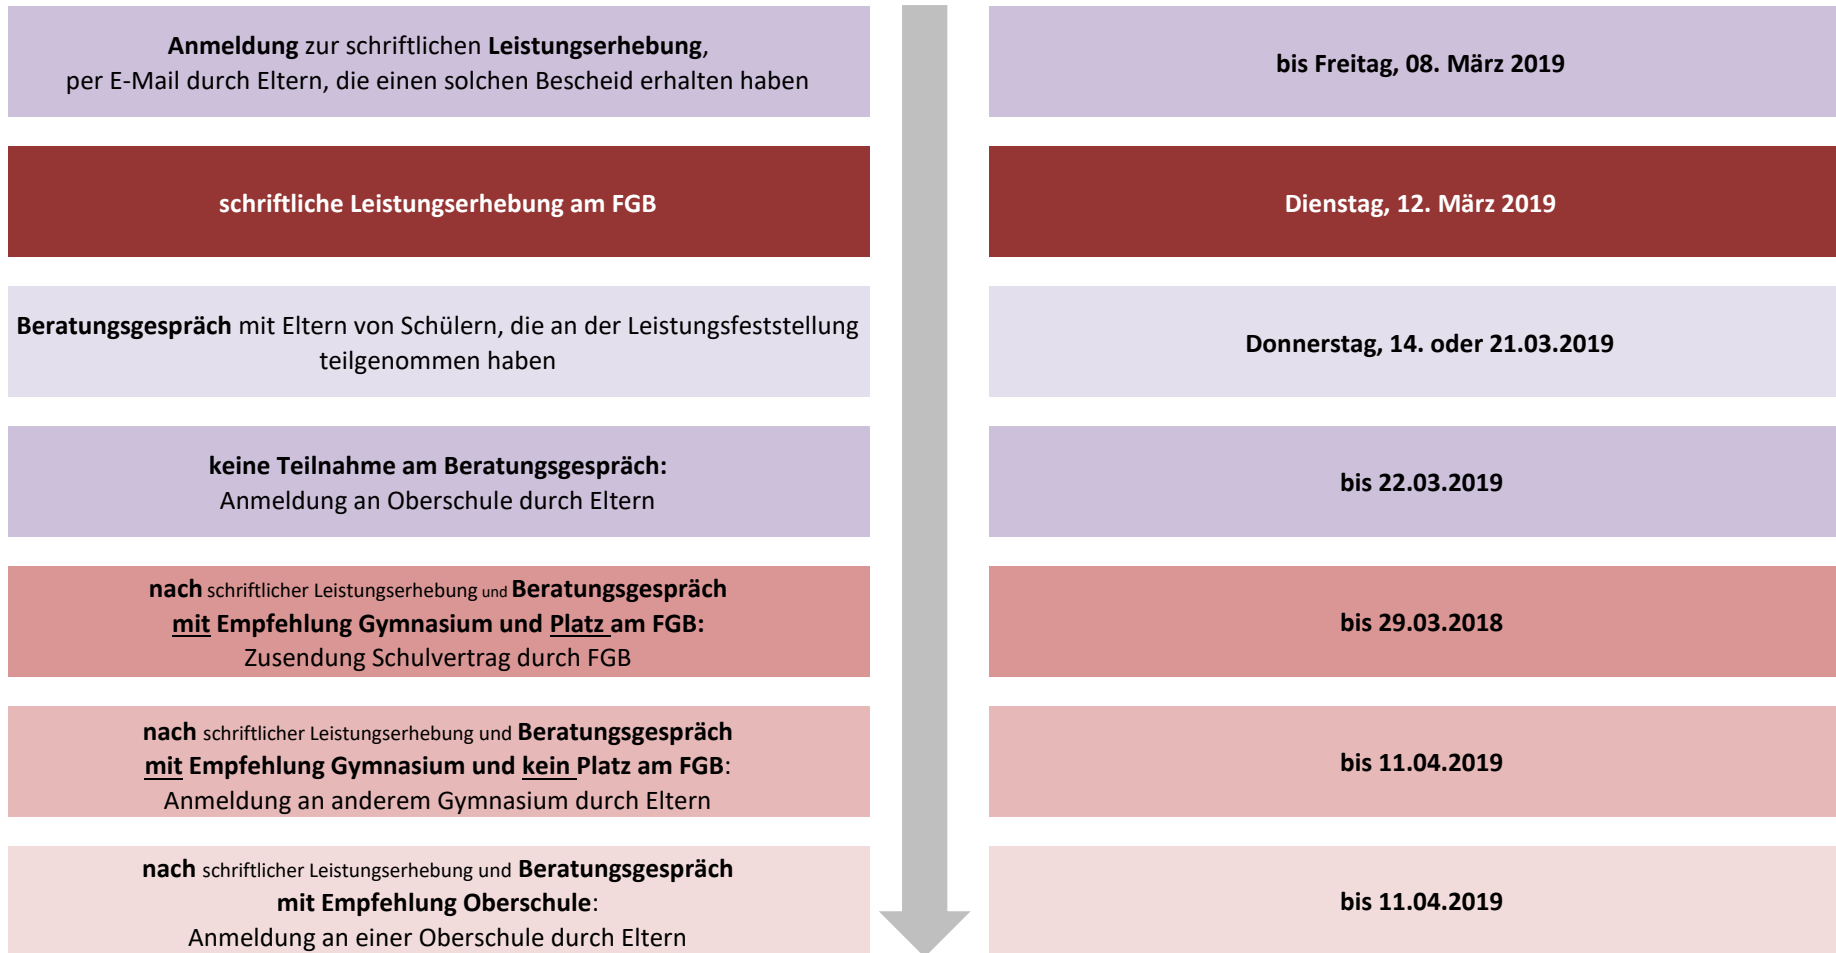 Anmeldung zur schriftlichen Leistungserhebung,
per E-Mail durch Eltern, die einen solchen Bescheid erhalten haben
bis Freitag, 08. März 2019
schriftliche Leistungserhebung am FGB
Dienstag, 12. März 2019
Beratungsgespräch mit Eltern von Schülern, die an der Leistungsfeststellung
teilgenommen haben
Donnerstag, 14. oder 21.03.2019
keine Teilnahme am Beratungsgespräch:
Anmeldung an Oberschule durch Eltern
bis 22.03.2019
nach schriftlicher Leistungserhebung und Beratungsgespräch
mit Empfehlung Gymnasium und Platz am FGB:
Zusendung Schulvertrag durch FGB
bis 29.03.2018
nach schriftlicher Leistungserhebung und Beratungsgespräch
mit Empfehlung Gymnasium und kein Platz am FGB:
Anmeldung an anderem Gymnasium durch Eltern
bis 11.04.2019
nach schriftlicher Leistungserhebung und Beratungsgespräch
mit Empfehlung Oberschule:
Anmeldung an einer Oberschule durch Eltern
bis 11.04.2019